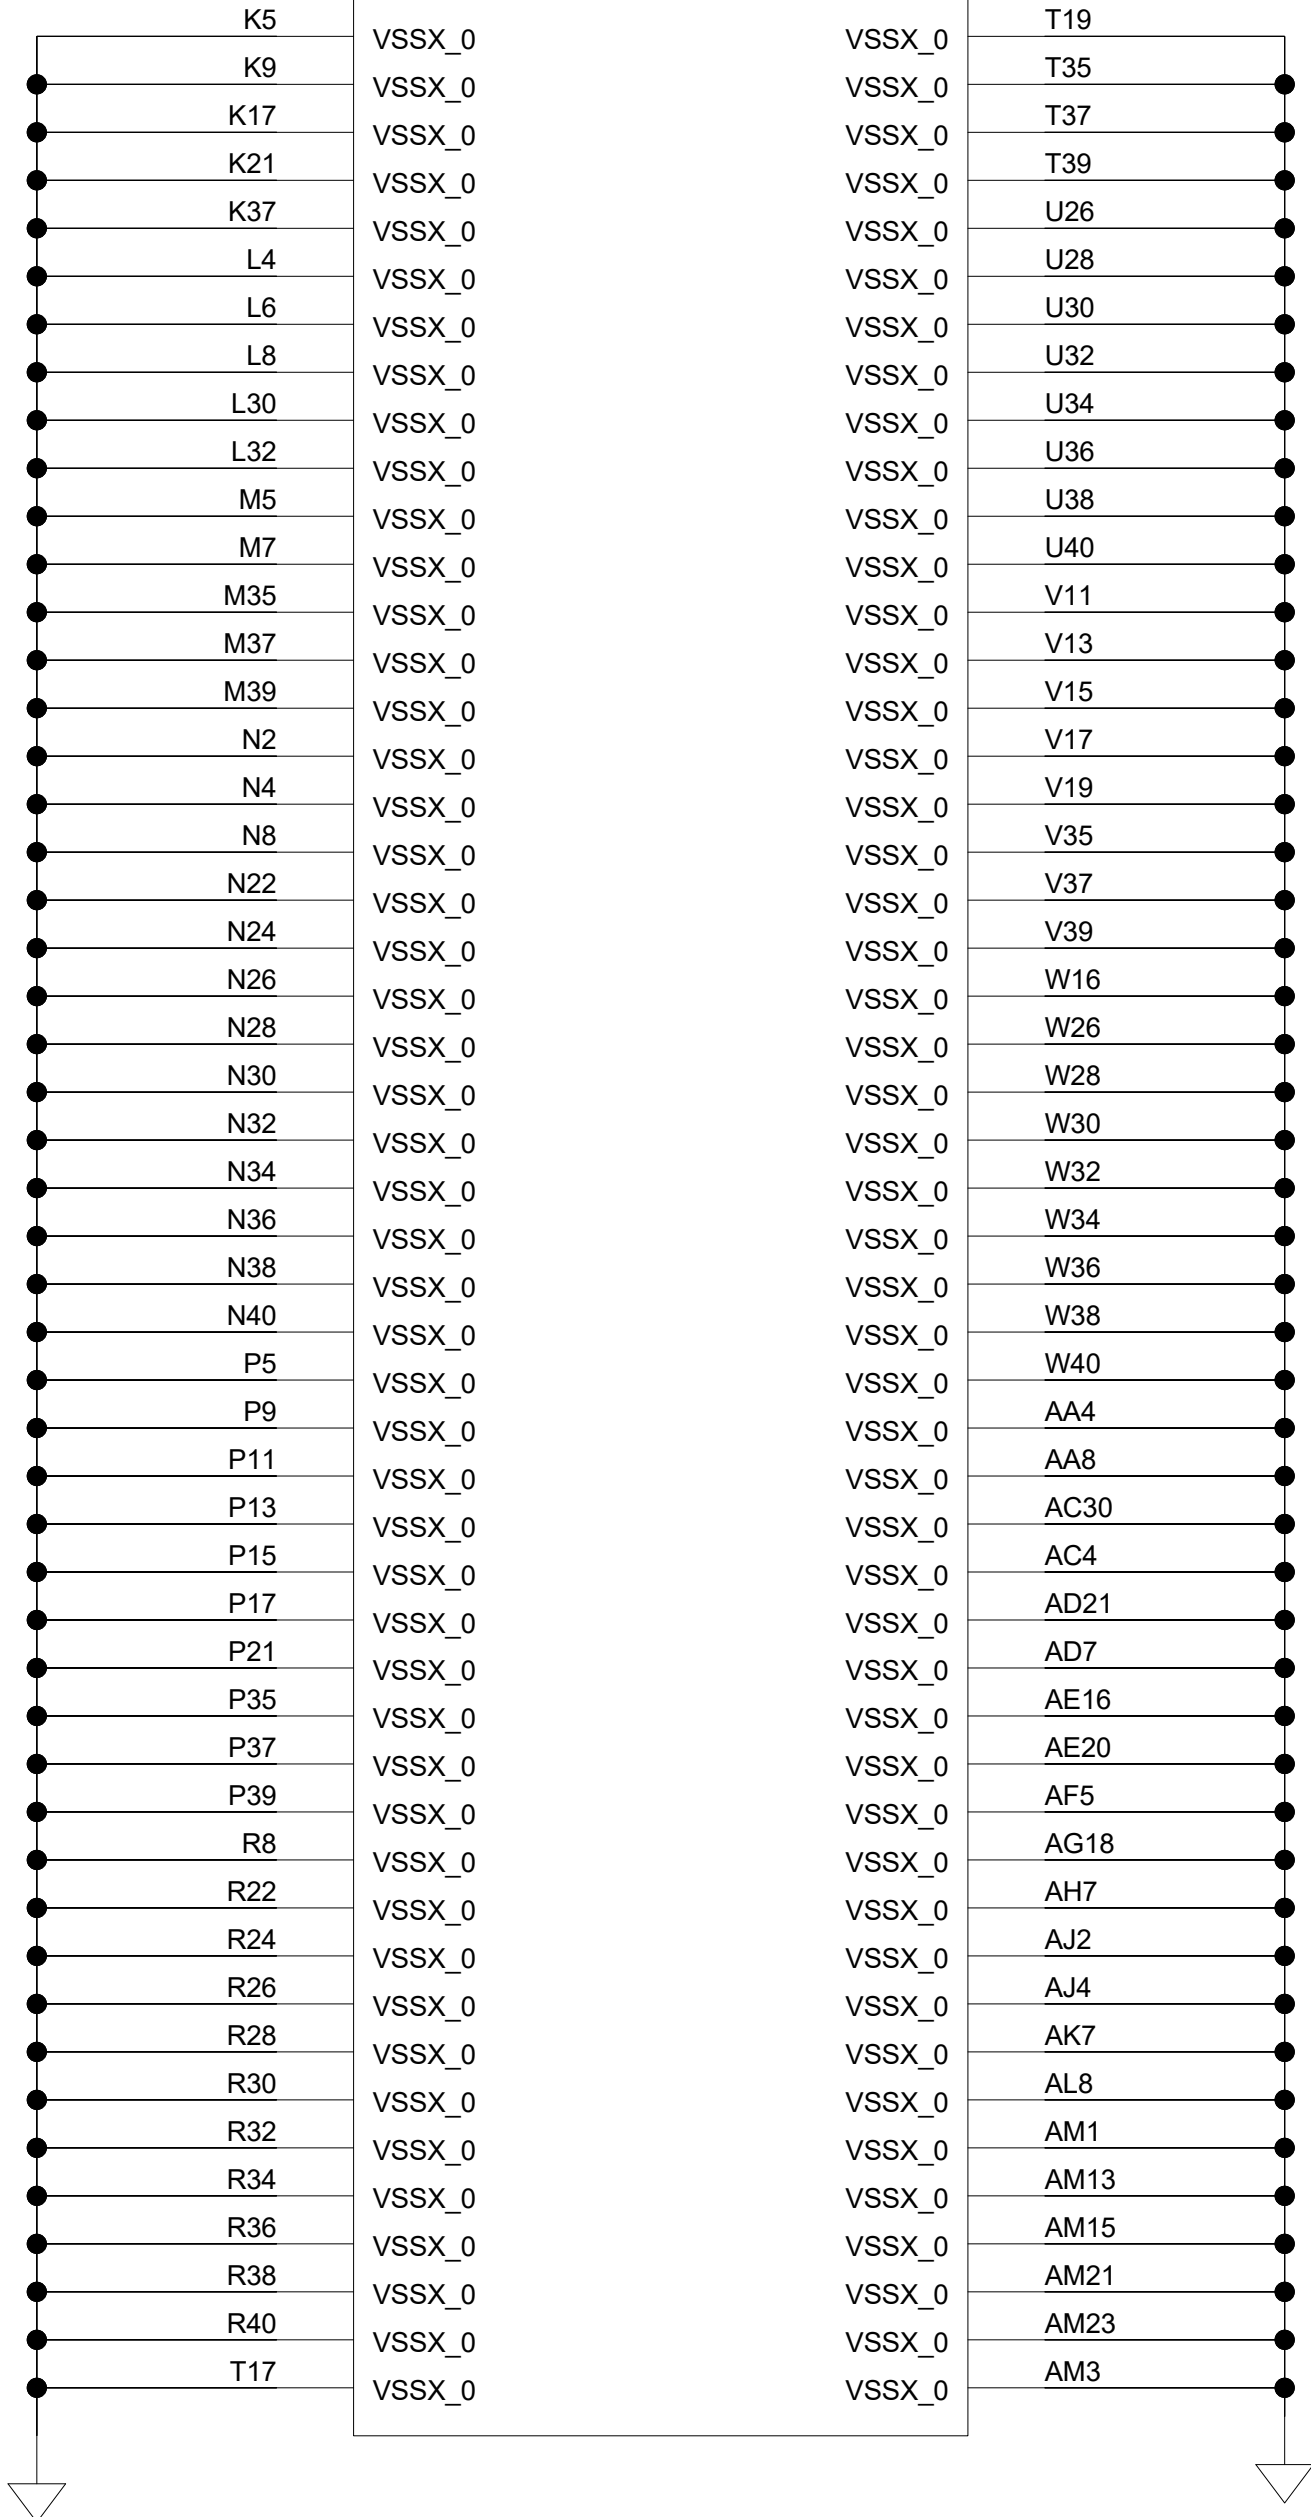 K5 VSSX_0 VSSX_0 T19
K9 VSSX_0 VSSX_0 T35
K17 VSSX_0 VSSX_0 T37
K21 VSSX_0 VSSX_0 T39
K37 VSSX_0 VSSX_0 U26
L4 VSSX_0 VSSX_0 U28
L6 VSSX_0 VSSX_0 U30
L8 VSSX_0 VSSX_0 U32
L30 VSSX_0 VSSX_0 U34
L32 VSSX_0 VSSX_0 U36
M5 VSSX_0 VSSX_0 U38
M7 VSSX_0 VSSX_0 U40
M35 VSSX_0 VSSX_0 V11
M37 VSSX_0 VSSX_0 V13
M39 VSSX_0 VSSX_0 V15
N2 VSSX_0 VSSX_0 V17
N4 VSSX_0 VSSX_0 V19
N8 VSSX_0 VSSX_0 V35
N22 VSSX_0 VSSX_0 V37
N24 VSSX_0 VSSX_0 V39
N26 VSSX_0 VSSX_0 W16
N28 VSSX_0 VSSX_0 W26
N30 VSSX_0 VSSX_0 W28
N32 VSSX_0 VSSX_0 W30
N34 VSSX_0 VSSX_0 W32
N36 VSSX_0 VSSX_0 W34
N38 VSSX_0 VSSX_0 W36
N40 VSSX_0 VSSX_0 W38
P5 VSSX_0 VSSX_0 W40
P9 VSSX_0 VSSX_0 AA4
P11 VSSX_0 VSSX_0 AA8
P13 VSSX_0 VSSX_0 AC30
P15 VSSX_0 VSSX_0 AC4
P17 VSSX_0 VSSX_0 AD21
P21 VSSX_0 VSSX_0 AD7
P35 VSSX_0 VSSX_0 AE16
P37 VSSX_0 VSSX_0 AE20
P39 VSSX_0 VSSX_0 AF5
R8 VSSX_0 VSSX_0 AG18
R22 VSSX_0 VSSX_0 AH7
R24 VSSX_0 VSSX_0 AJ2
R26 VSSX_0 VSSX_0 AJ4
R28 VSSX_0 VSSX_0 AK7
R30 VSSX_0 VSSX_0 AL8
R32 VSSX_0 VSSX_0 AM1
R34 VSSX_0 VSSX_0 AM13
R36 VSSX_0 VSSX_0 AM15
R38 VSSX_0 VSSX_0 AM21
R40 VSSX_0 VSSX_0 AM23
T17 VSSX_0 VSSX_0 AM3